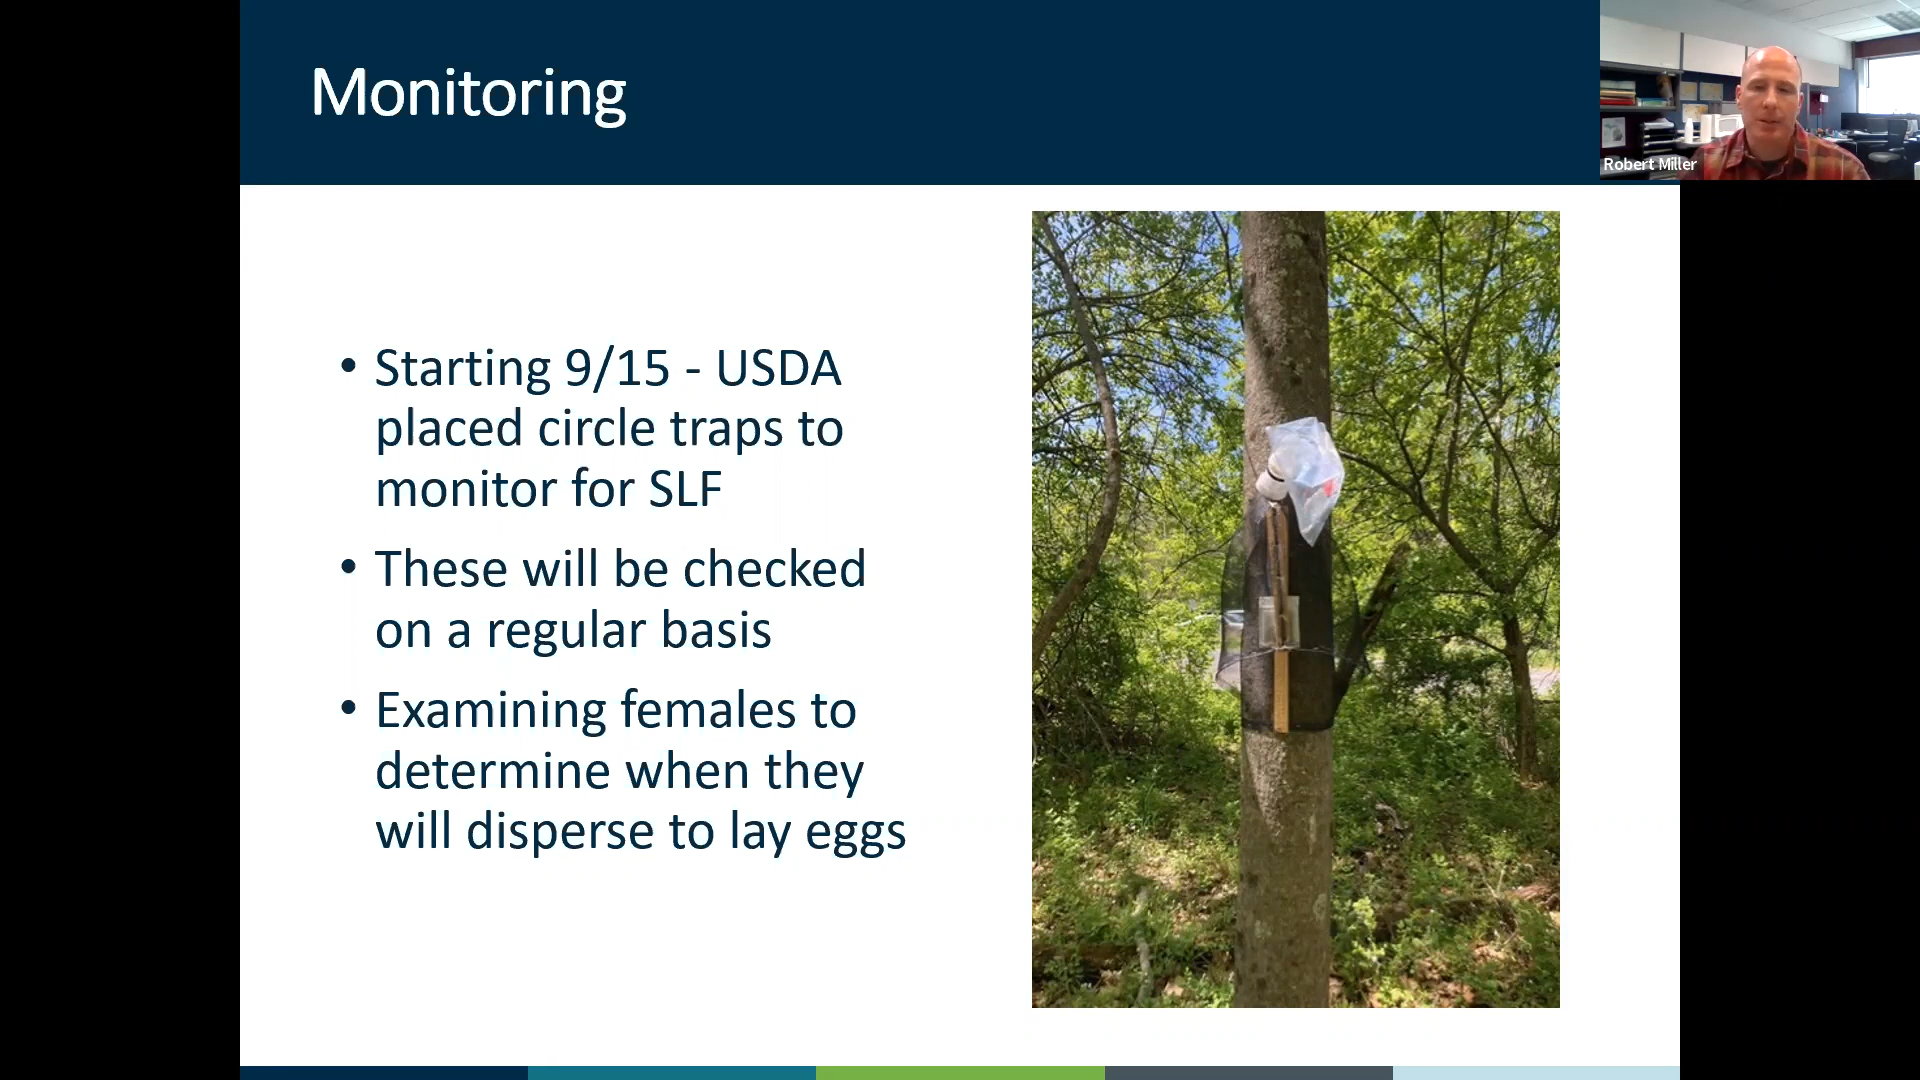 Monitoring
Robert Miller
• Starting 9/15 - USDA
placed circle traps to
monitor for SLF
• These will be checked
on a regular basis
• Examining females to
determine when they
will disperse to lay eggs